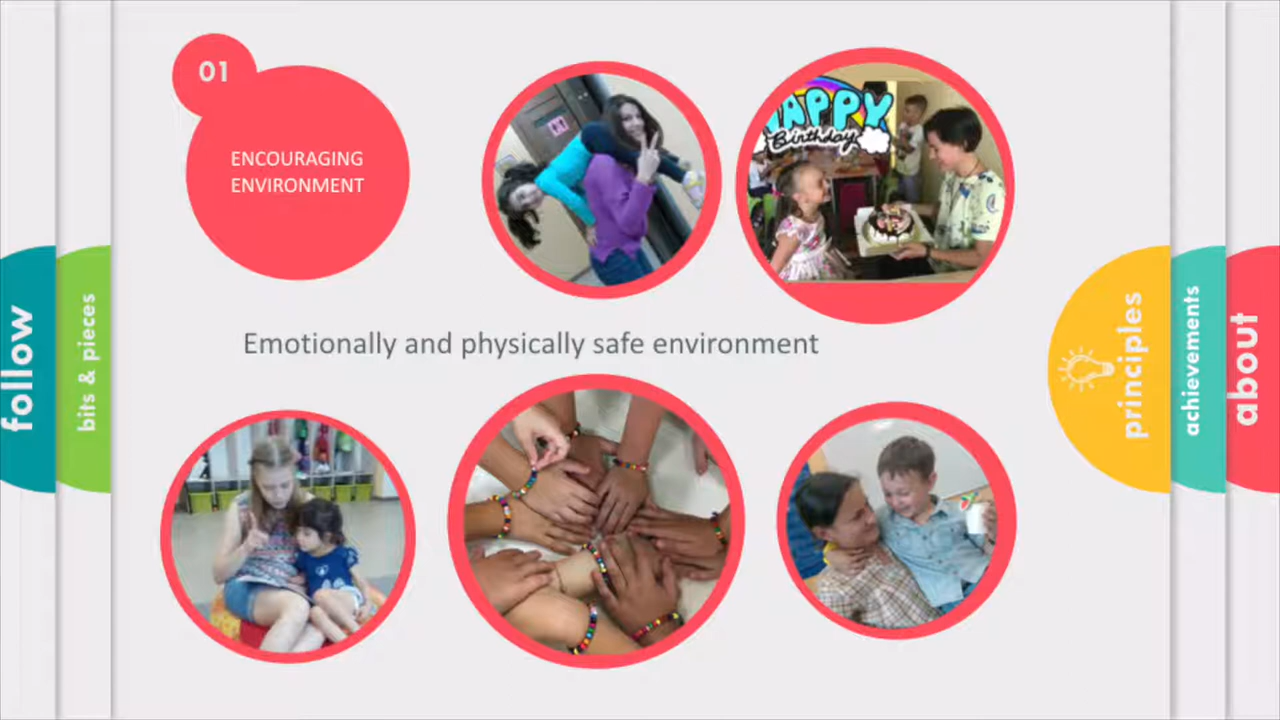 01
ENCOURAGING
ENVIRONMENT
HAPPY
Birthday
Emotionally and physically safe environment
follow
bits & pieces
principles
achievements
about